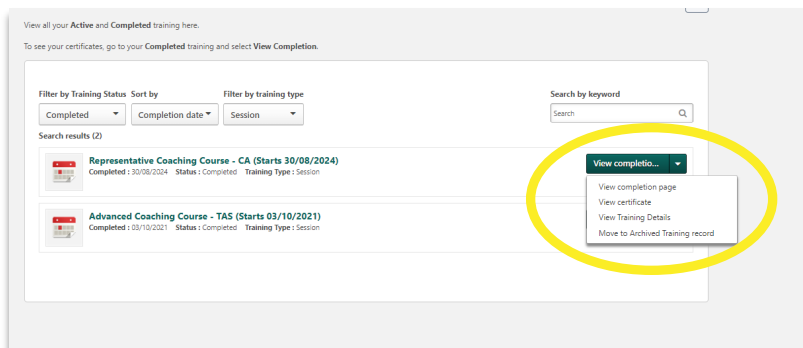 View all your Active and Completed training here.
To see your certificates, go to your Completed training and select View Completion.
Filter by Training Status Sort by Filter by training type Search by keyword
Completed Completion date Session Search
Search results (2)
Representative Coaching Course - CA (Starts 30/08/2024) View completio...
Completed : 30/08/2024 Status : Completed Training Type : Session
View completion page
View certificate
Advanced Coaching Course - TAS (Starts 03/10/2021) View Training Details
Completed : 03/10/2021 Status : Completed Training Type : Session
Move to Archived Training record